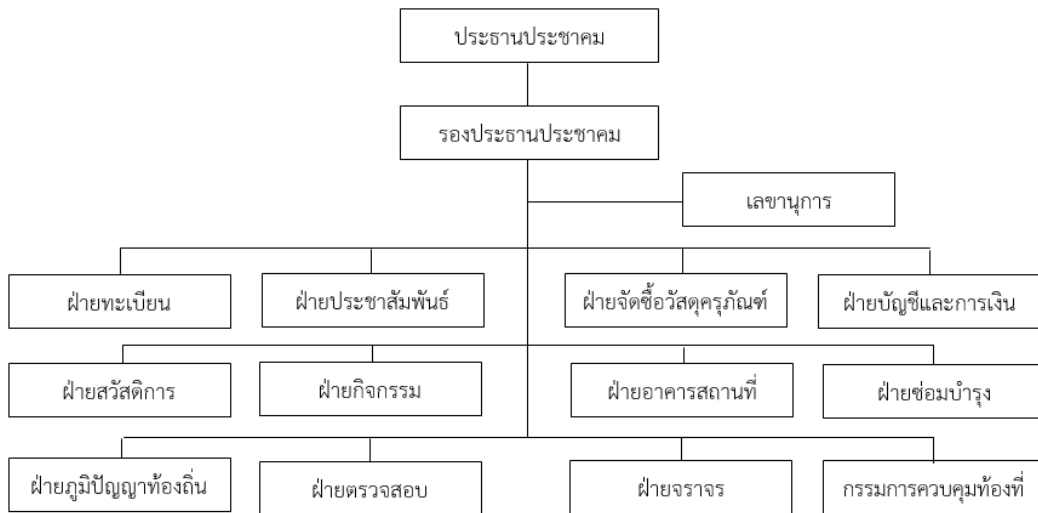 ประธานประชาคม
รองประธานประชาคม
เลขานุการ
ฝ่ายทะเบียน
ฝ่ายประชาสัมพันธ์
ฝ่ายจัดซื้อวัสดุครุภัณฑ์
ฝ่ายบัญชีและการเงิน
ฝ่ายสวัสดิการ
ฝ่ายกิจกรรม
ฝ่ายอาคารสถานที่
ฝ่ายซ่อมบำรุง
ฝ่ายภูมิปัญญาท้องถิ่น
ฝ่ายตรวจสอบ
ฝ่ายจราจร
กรรมการควบคุมท้องที่